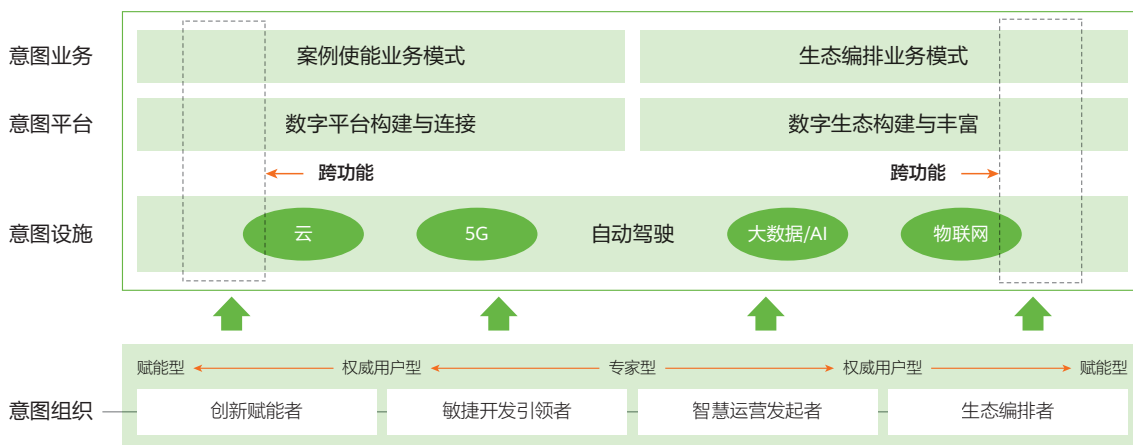 意图业务
案例使能业务模式
生态编排业务模式
意图平台
数字平台构建与连接
数字生态构建与丰富
跨功能
跨功能
意图设施
云
5G
自动驾驶
大数据/AI
物联网
赋能型
权威用户型
专家型
权威用户型
赋能型
意图组织
创新赋能者
敏捷开发引领者
智慧运营发起者
生态编排者